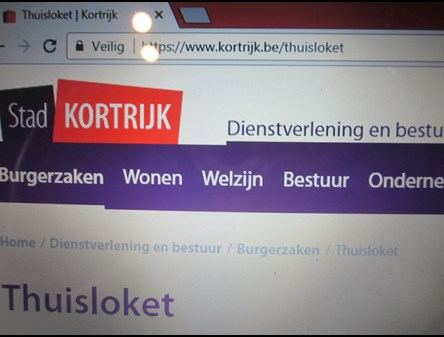 Thuisloket | Kortrijk
Veilig | https://www.kortrijk.be/thuisloket
Stad KORTRIJK
Dienstverlening en bestu
Burgerzaken Wonen Welzijn Bestuur Onderne
Home / Dienstverlening en bestuur / Burgerzaken / Thuisloket
Thuisloket